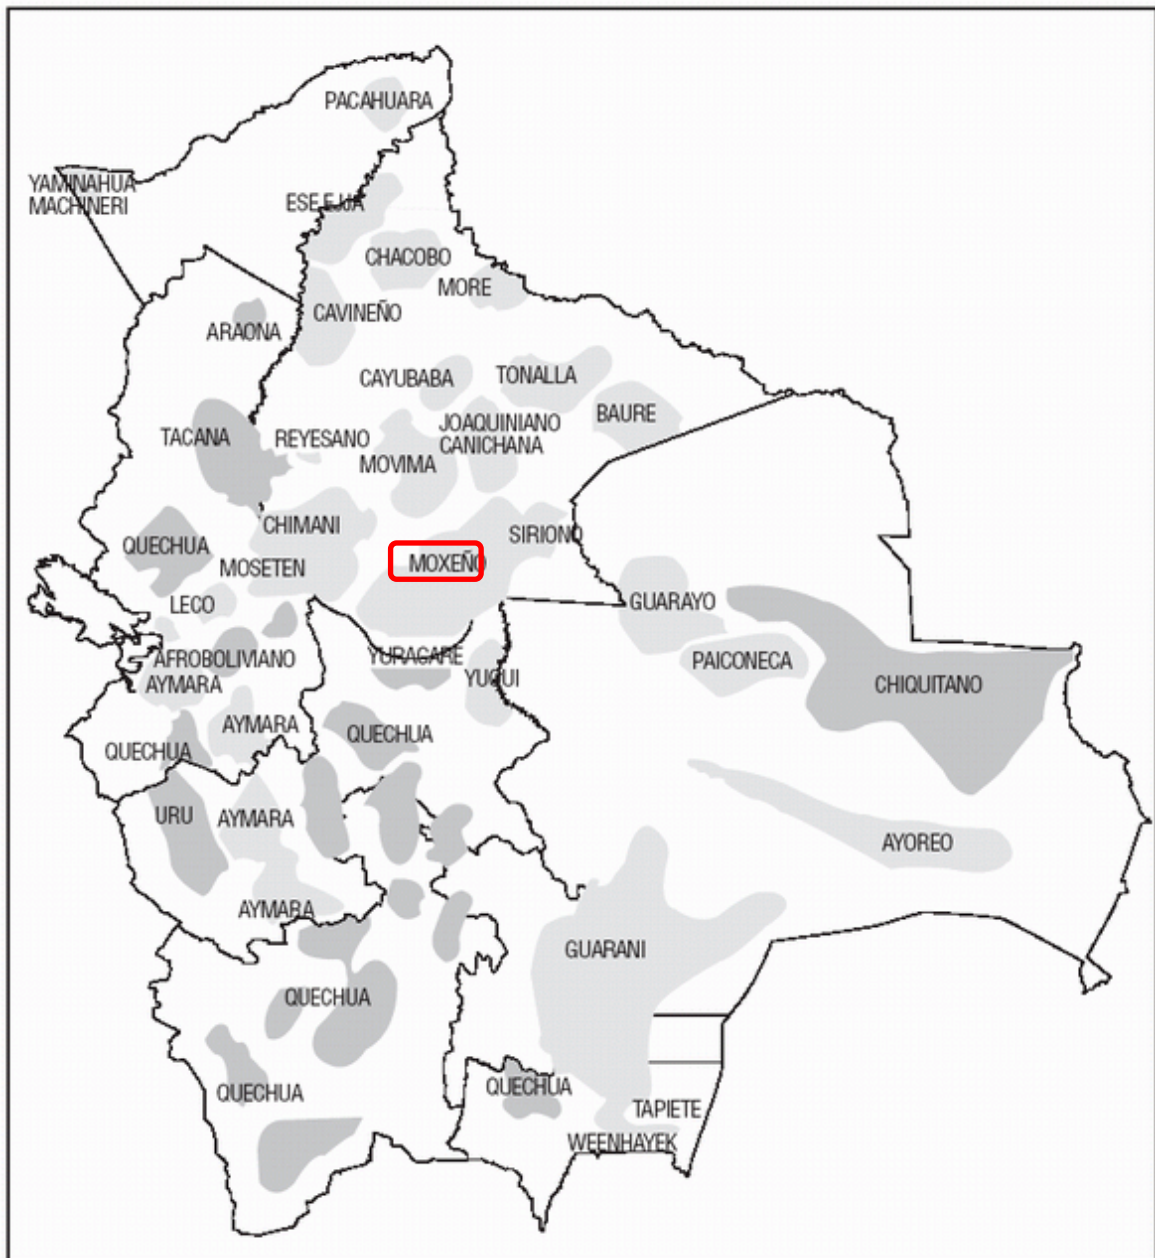 PACAHUARA
YAMINAHUA
MACHINERI
ESE EJJA
CHACOBO
MORE
CAVINEÑO
ARAONA
CAYUBABA
TONALLA
BAURE
JOAQUINIANO
CANICHANA
TACANA
REYESANO
MOVIMA
CHIMANI
SIRIONO
QUECHUA
MOSETEN
MOXEÑO
LECO
GUARAYO
AFROBOLIVIANO
AYMARA
YURACARE
YUQUI
PAICONECA
CHIQUITANO
AYMARA
QUECHUA
QUECHUA
URU
AYMARA
AYOREO
AYMARA
GUARANI
QUECHUA
QUECHUA
QUECHUA
TAPIETE
WEENHAYEK